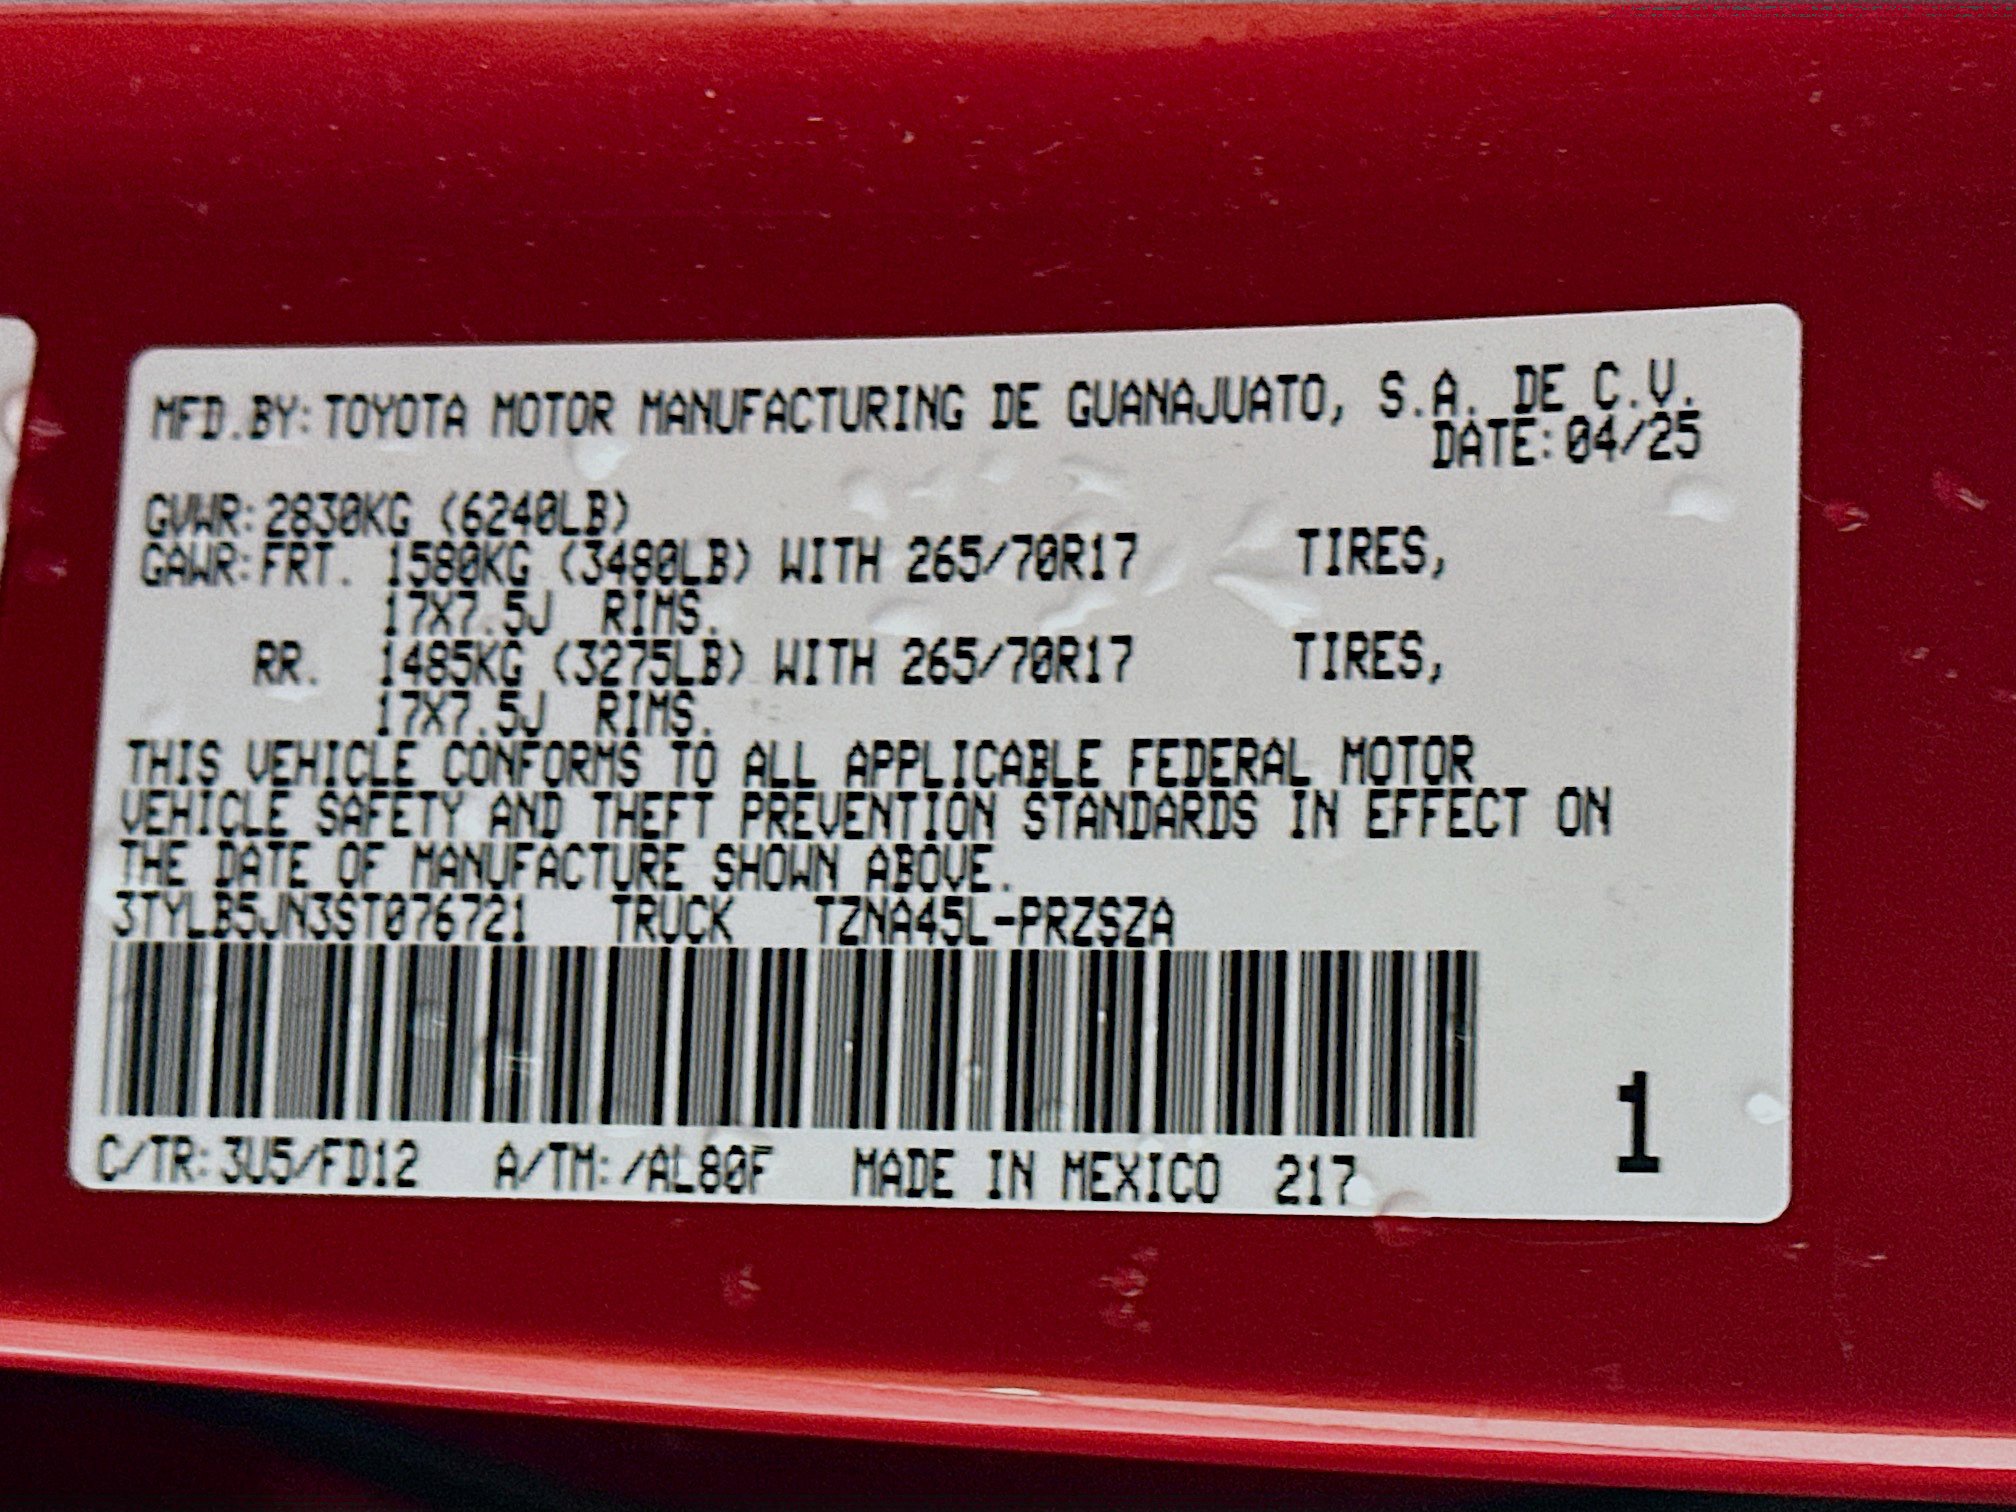 MFD.BY:TOYOTA MOTOR MANUFACTURING DE GUANAJUATO, S.A. DE C.V.
DATE:04/25
GVWR:2830KG (6240LB)
GAWR:FRT. 1580KG (3480LB) WITH 265/70R17 TIRES,
17X7.5J RIMS.
RR. 1485KG (3275LB) WITH 265/70R17 TIRES,
17X7.5J RIMS.
THIS VEHICLE CONFORMS TO ALL APPLICABLE FEDERAL MOTOR
VEHICLE SAFETY AND THEFT PREVENTION STANDARDS IN EFFECT ON
THE DATE OF MANUFACTURE SHOWN ABOVE.
3TYLB5JN3ST076721 TRUCK TZNA45L-PRZSZA
C/TR:3U5/FD12 A/TM:/AL80F MADE IN MEXICO 217
1